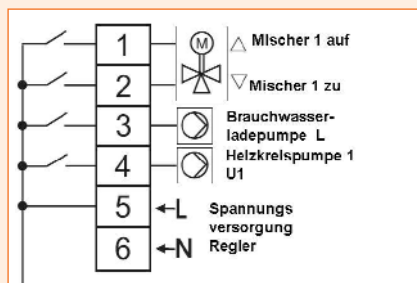 1
M
△ MIscher 1 auf
2
▽ Mischer 1 zu
3
Brauchwasser-
ladepumpe L
4
Helzkrelspumpe 1
U1
5
←L
Spannungs
versorgung
6
←N
Regler